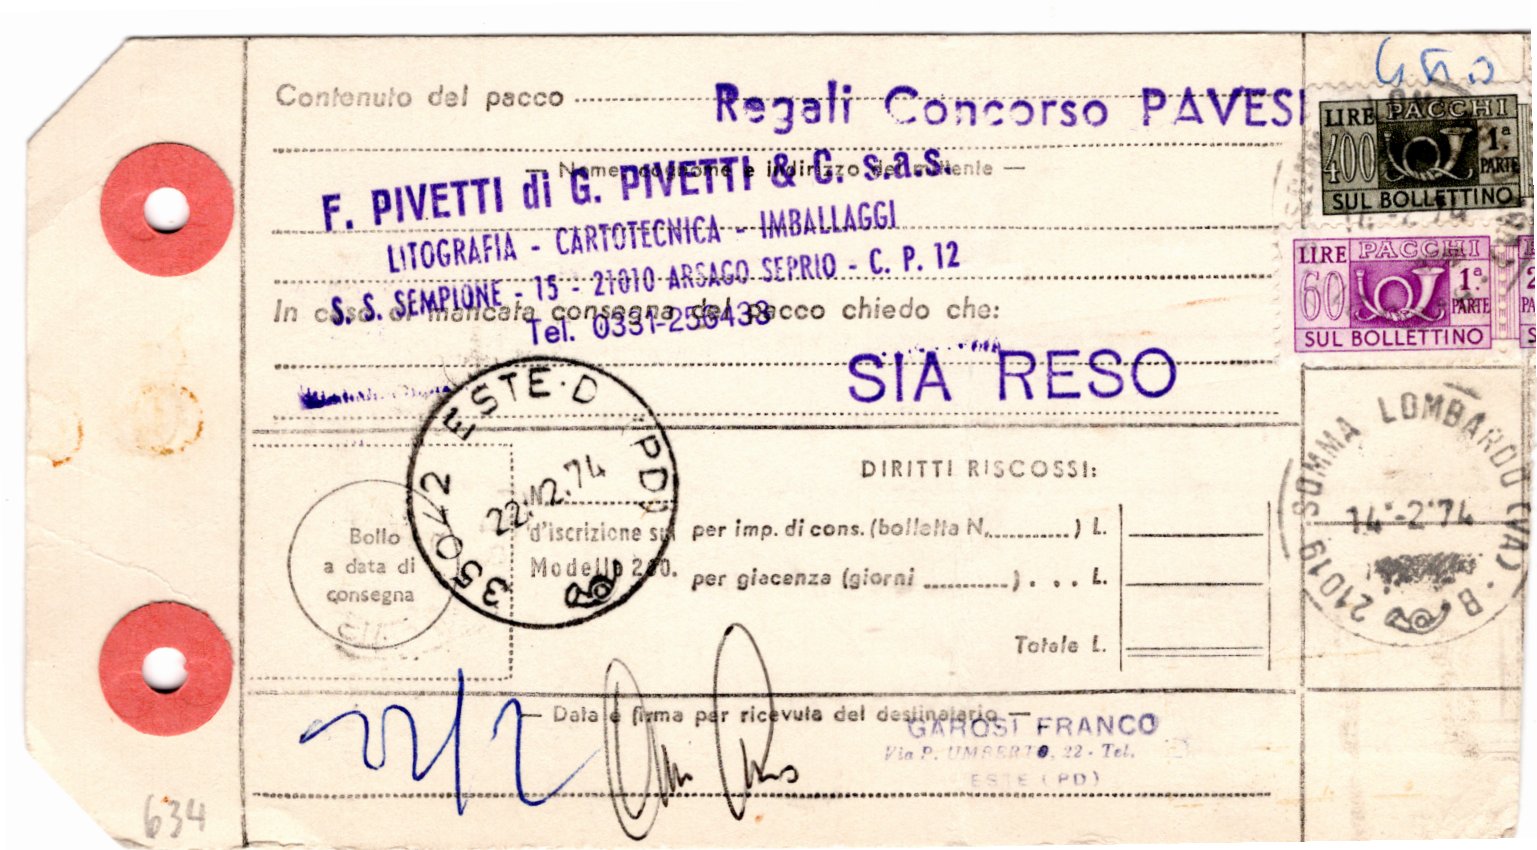 Contenuto del pacco
Regali Concorso PAVESI
— Nome, cognome e indirizzo del mittente —
F. PIVETTI di G. PIVETTI & C. s.a.s.
LITOGRAFIA - CARTOTECNICA - IMBALLAGGI
S. S. SEMPIONE - 15 - 21010 ARSAGO SEPRIO - C. P. 12
Tel. 0331-256433
In caso di mancata consegna del pacco chiedo che:
SIA RESO
LIRE PACCHI
400 1ª PARTE
SUL BOLLETTINO
LIRE PACCHI
60 1ª PARTE
SUL BOLLETTINO
35042 ESTE·D (PD)
22.2.74
21019 SOMMA LOMBARDO (VA)·B
14.-2.74
Bollo
a data di
consegna
N.
d'iscrizione sul
Modello 260.
DIRITTI RISCOSSI:
per imp. di cons. (bolletta N. ) L.
per giacenza (giorni ) . . . L.
Totale L.
— Data e firma per ricevuta del destinatario —
22/2
GAROSI FRANCO
Via P. UMBERTO, 22 - Tel.
ESTE (PD)
634